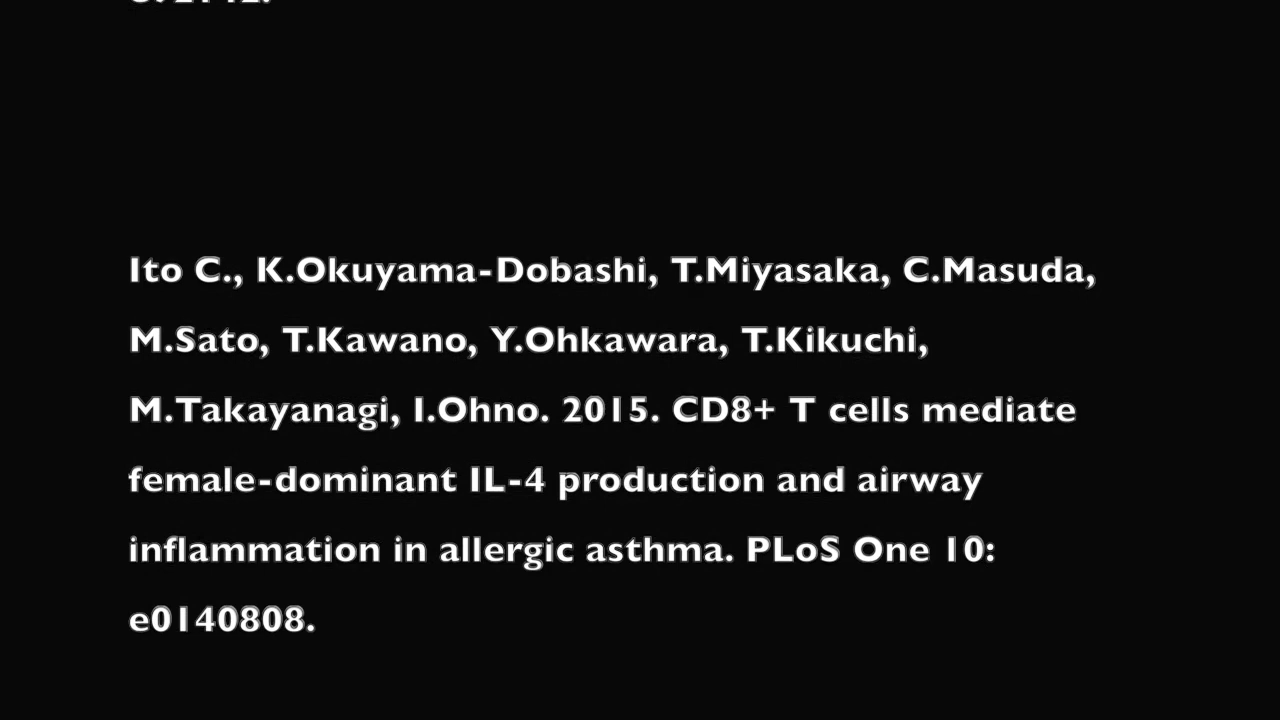 Ito C., K.Okuyama-Dobashi, T.Miyasaka, C.Masuda,
M.Sato, T.Kawano, Y.Ohkawara, T.Kikuchi,
M.Takayanagi, I.Ohno. 2015. CD8+ T cells mediate
female-dominant IL-4 production and airway
inflammation in allergic asthma. PLoS One 10:
e0140808.